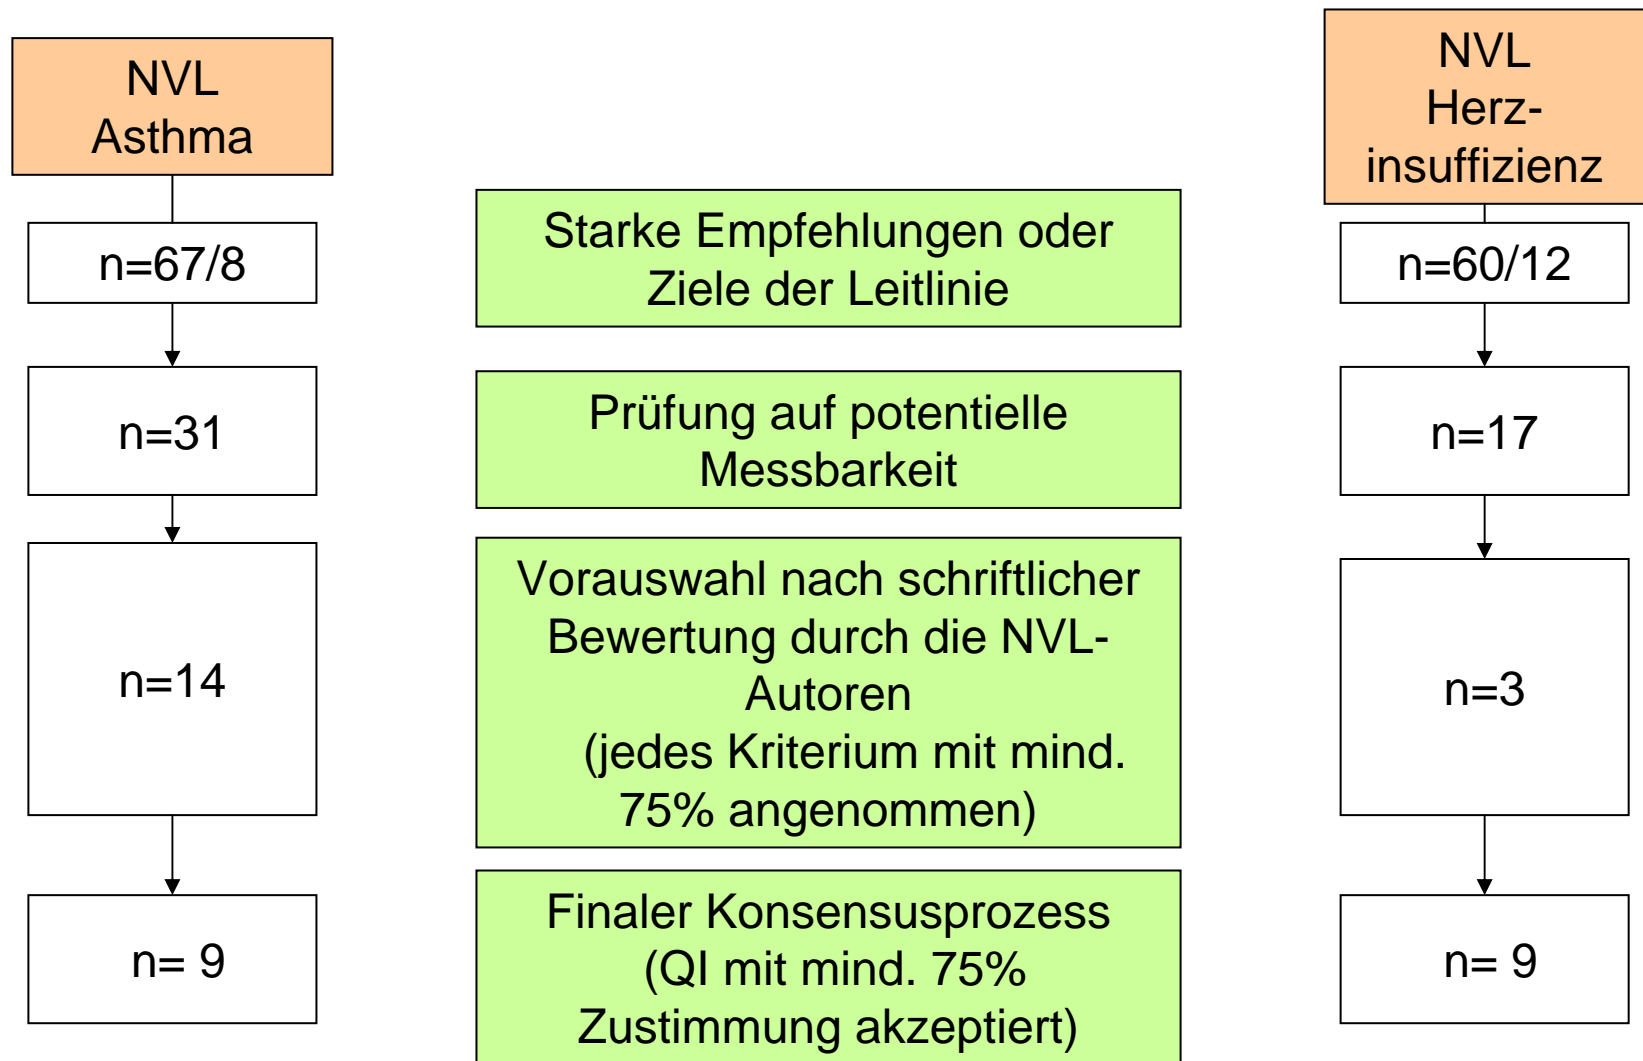 NVL
Asthma
n=67/8
n=31
n=14
n= 9
Starke Empfehlungen oder
Ziele der Leitlinie
Prüfung auf potentielle
Messbarkeit
Vorauswahl nach schriftlicher
Bewertung durch die NVL-
Autoren
(jedes Kriterium mit mind.
75% angenommen)
Finaler Konsensusprozess
(QI mit mind. 75%
Zustimmung akzeptiert)
NVL
Herz-
insuffizienz
n=60/12
n=17
n=3
n= 9